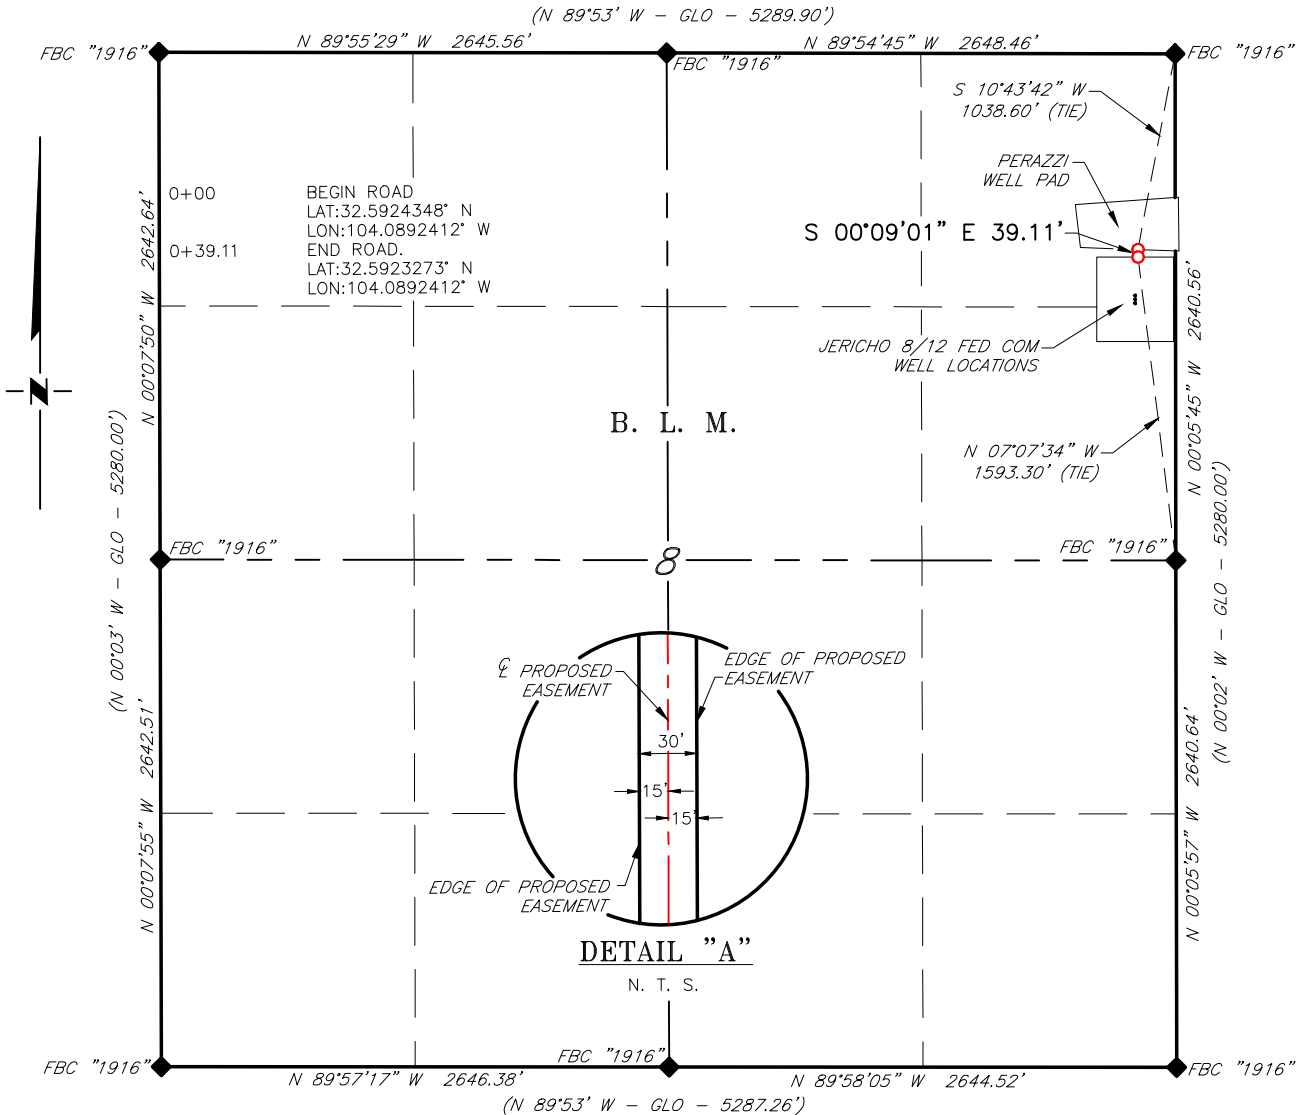 (N 89°53' W - GLO - 5289.90')
N 89°55'29" W 2645.56'
N 89°54'45" W 2648.46'
FBC "1916"
FBC "1916"
FBC "1916"
S 10°43'42" W
1038.60' (TIE)
PERAZZI
WELL PAD
0+00 BEGIN ROAD
LAT:32.5924348° N
LON:104.0892412° W
0+39.11 END ROAD.
LAT:32.5923273° N
LON:104.0892412° W
S 00°09'01" E 39.11'
N 00°07'50" W 2642.64'
N 00°05'45" W 2640.56'
JERICHO 8/12 FED COM
WELL LOCATIONS
N
B. L. M.
N 07°07'34" W
1593.30' (TIE)
(N 00°03' W - GLO - 5280.00')
(N 00°02' W - GLO - 5280.00')
FBC "1916"
FBC "1916"
8
℄ PROPOSED
EASEMENT
EDGE OF PROPOSED
EASEMENT
30'
15'
15'
N 00°07'55" W 2642.51'
N 00°05'57" W 2640.64'
EDGE OF PROPOSED
EASEMENT
DETAIL "A"
N. T. S.
FBC "1916"
FBC "1916"
FBC "1916"
N 89°57'17" W 2646.38'
N 89°58'05" W 2644.52'
(N 89°53' W - GLO - 5287.26')